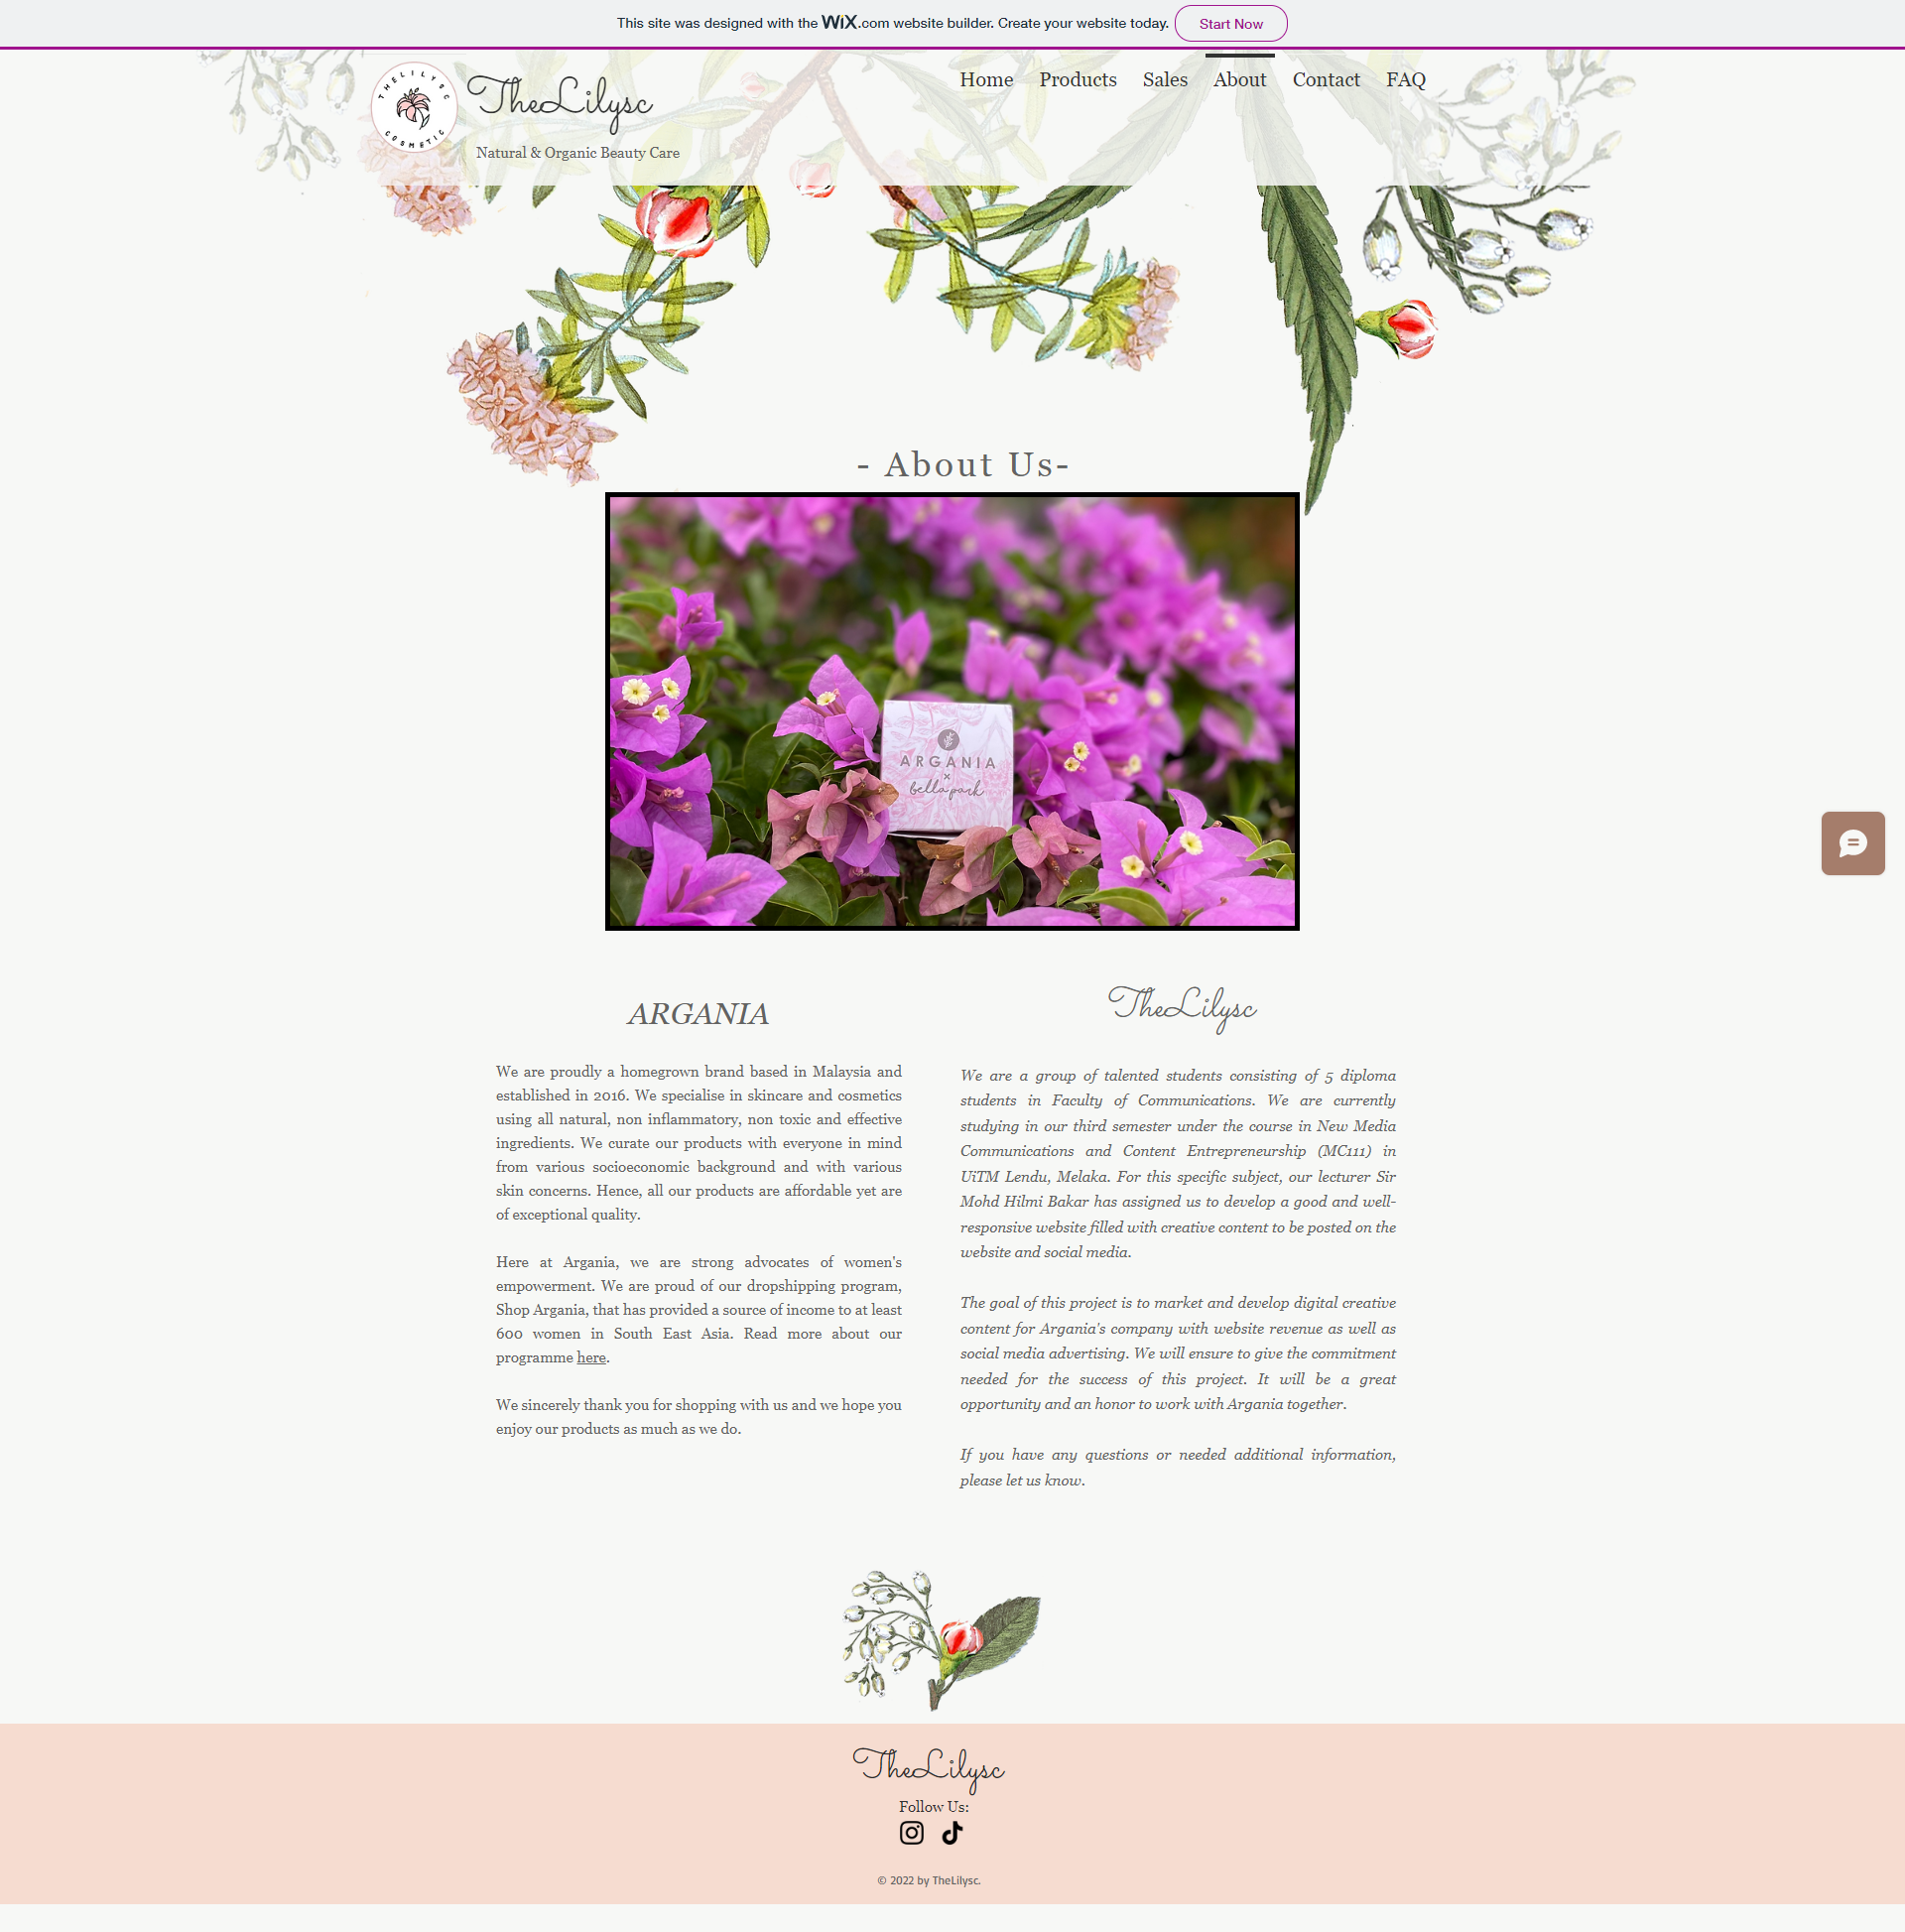 This site was designed with the WiX.com website builder. Create your website today.
Start Now
THELILYSC
COSMETIC
TheLilysc
Natural & Organic Beauty Care
Home Products Sales About Contact FAQ
- About Us-
ARGANIA
×
bella park
ARGANIA
We are proudly a homegrown brand based in Malaysia and
established in 2016. We specialise in skincare and cosmetics
using all natural, non inflammatory, non toxic and effective
ingredients. We curate our products with everyone in mind
from various socioeconomic background and with various
skin concerns. Hence, all our products are affordable yet are
of exceptional quality.
Here at Argania, we are strong advocates of women's
empowerment. We are proud of our dropshipping program,
Shop Argania, that has provided a source of income to at least
600 women in South East Asia. Read more about our
programme here.
We sincerely thank you for shopping with us and we hope you
enjoy our products as much as we do.
TheLilysc
We are a group of talented students consisting of 5 diploma
students in Faculty of Communications. We are currently
studying in our third semester under the course in New Media
Communications and Content Entrepreneurship (MC111) in
UiTM Lendu, Melaka. For this specific subject, our lecturer Sir
Mohd Hilmi Bakar has assigned us to develop a good and well-
responsive website filled with creative content to be posted on the
website and social media.
The goal of this project is to market and develop digital creative
content for Argania's company with website revenue as well as
social media advertising. We will ensure to give the commitment
needed for the success of this project. It will be a great
opportunity and an honor to work with Argania together.
If you have any questions or needed additional information,
please let us know.
TheLilysc
Follow Us:
© 2022 by TheLilysc.